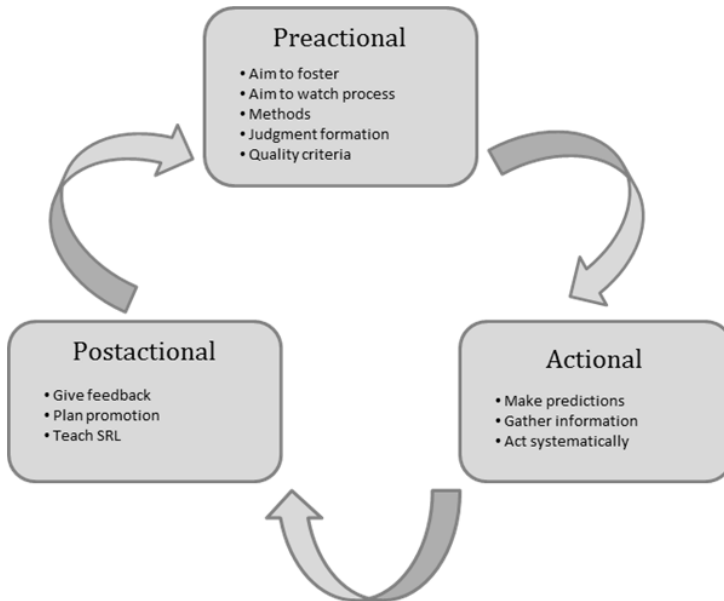 Preactional
• Aim to foster
• Aim to watch process
• Methods
• Judgment formation
• Quality criteria
Postactional
• Give feedback
• Plan promotion
• Teach SRL
Actional
• Make predictions
• Gather information
• Act systematically